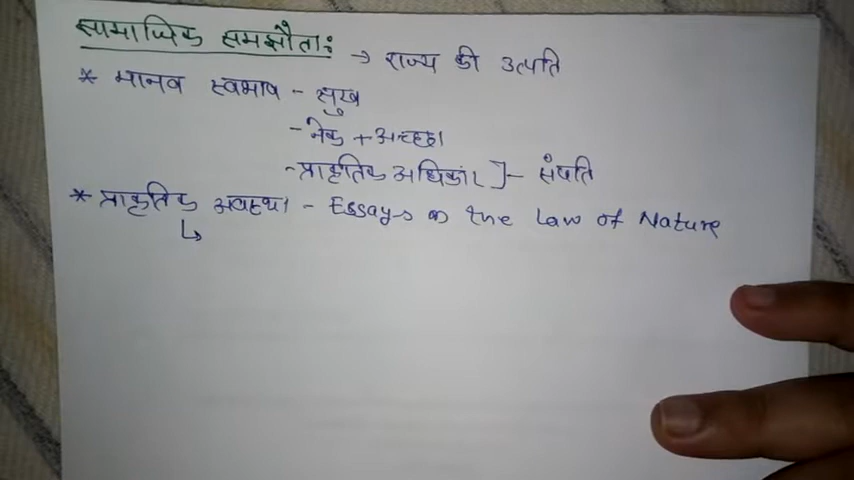 सामाजिक समझौता: → राज्य की उत्पति
* मानव स्वभाव - सुख
- नेक + अच्छा
- प्राकृतिक अधिकार ] - संपति
* प्राकृतिक अवस्था - Essays on the Law of Nature
↳